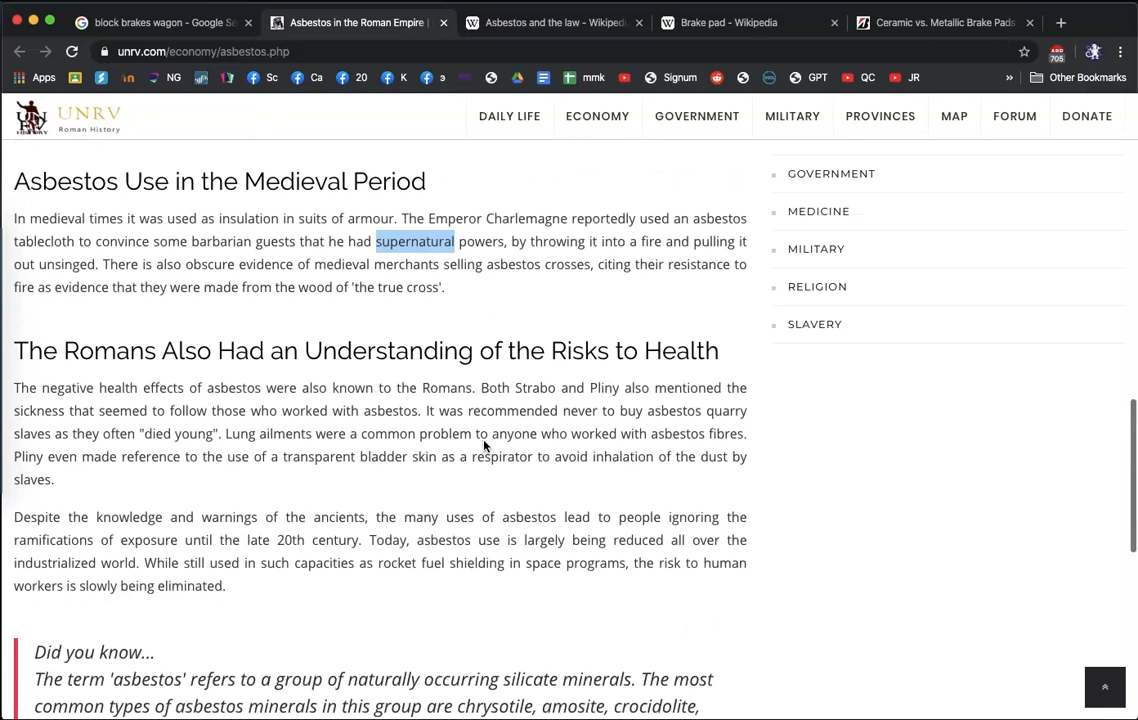 block brakes wagon - Google Se
Asbestos in the Roman Empire |
Asbestos and the law - Wikiped
Brake pad - Wikipedia
Ceramic vs. Metallic Brake Pads
unrv.com/economy/asbestos.php
ABD
705
Apps
in
NG
Sc
Ca
20
K
э
mmk
Signum
GPT
QC
JR
»
Other Bookmarks
UNRV
Roman History
DAILY LIFE
ECONOMY
GOVERNMENT
MILITARY
PROVINCES
MAP
FORUM
DONATE
Asbestos Use in the Medieval Period
In medieval times it was used as insulation in suits of armour. The Emperor Charlemagne reportedly used an asbestos
tablecloth to convince some barbarian guests that he had supernatural powers, by throwing it into a fire and pulling it
out unsinged. There is also obscure evidence of medieval merchants selling asbestos crosses, citing their resistance to
fire as evidence that they were made from the wood of 'the true cross'.
The Romans Also Had an Understanding of the Risks to Health
The negative health effects of asbestos were also known to the Romans. Both Strabo and Pliny also mentioned the
sickness that seemed to follow those who worked with asbestos. It was recommended never to buy asbestos quarry
slaves as they often "died young". Lung ailments were a common problem to anyone who worked with asbestos fibres.
Pliny even made reference to the use of a transparent bladder skin as a respirator to avoid inhalation of the dust by
slaves.
Despite the knowledge and warnings of the ancients, the many uses of asbestos lead to people ignoring the
ramifications of exposure until the late 20th century. Today, asbestos use is largely being reduced all over the
industrialized world. While still used in such capacities as rocket fuel shielding in space programs, the risk to human
workers is slowly being eliminated.
Did you know...
The term 'asbestos' refers to a group of naturally occurring silicate minerals. The most
common types of asbestos minerals in this group are chrysotile, amosite, crocidolite,
GOVERNMENT
MEDICINE
MILITARY
RELIGION
SLAVERY